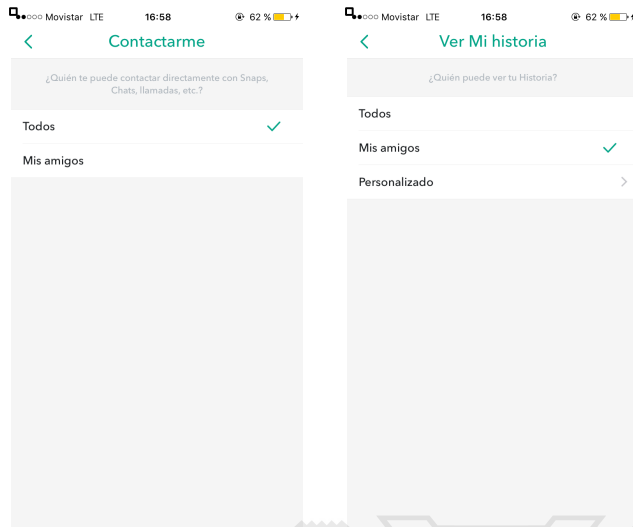 Movistar LTE 16:58 62 %
Contactarme
¿Quién te puede contactar directamente con Snaps,
Chats, llamadas, etc.?
Todos
Mis amigos
Movistar LTE 16:58 62 %
Ver Mi historia
¿Quién puede ver tu Historia?
Todos
Mis amigos
Personalizado